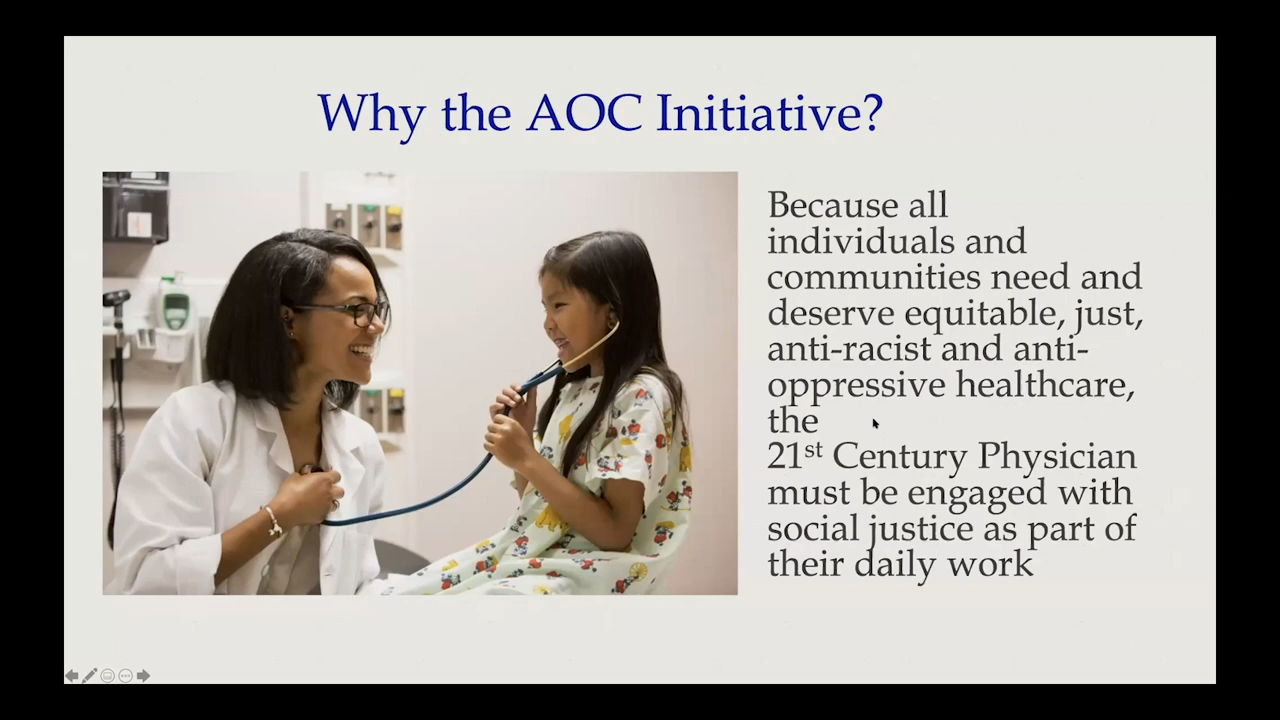 Why the AOC Initiative?
Because all
individuals and
communities need and
deserve equitable, just,
anti-racist and anti-
oppressive healthcare,
the
21st Century Physician
must be engaged with
social justice as part of
their daily work